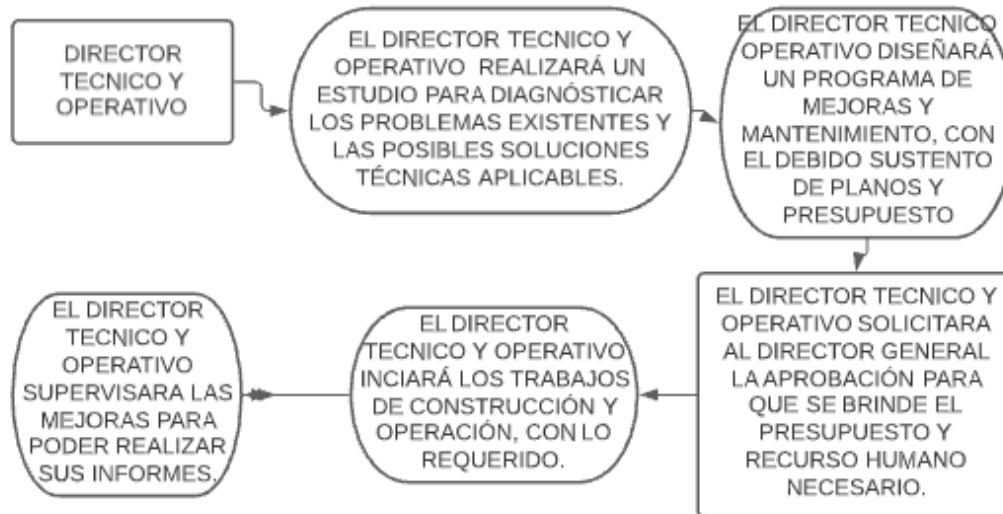 DIRECTOR
TECNICO Y
OPERATIVO
EL DIRECTOR TECNICO Y
OPERATIVO REALIZARÁ UN
ESTUDIO PARA DIAGNÓSTICAR
LOS PROBLEMAS EXISTENTES Y
LAS POSIBLES SOLUCIONES
TÉCNICAS APLICABLES.
EL DIRECTOR TECNICO
OPERATIVO DISEÑARÁ
UN PROGRAMA DE
MEJORAS Y
MANTENIMIENTO, CON
EL DEBIDO SUSTENTO
DE PLANOS Y
PRESUPUESTO
EL DIRECTOR TECNICO Y
OPERATIVO SOLICITARA
AL DIRECTOR GENERAL
LA APROBACIÓN PARA
QUE SE BRINDE EL
PRESUPUESTO Y
RECURSO HUMANO
NECESARIO.
EL DIRECTOR
TECNICO Y OPERATIVO
INCIARÁ LOS TRABAJOS
DE CONSTRUCCIÓN Y
OPERACIÓN, CON LO
REQUERIDO.
EL DIRECTOR
TECNICO Y
OPERATIVO
SUPERVISARA LAS
MEJORAS PARA
PODER REALIZAR
SUS INFORMES.